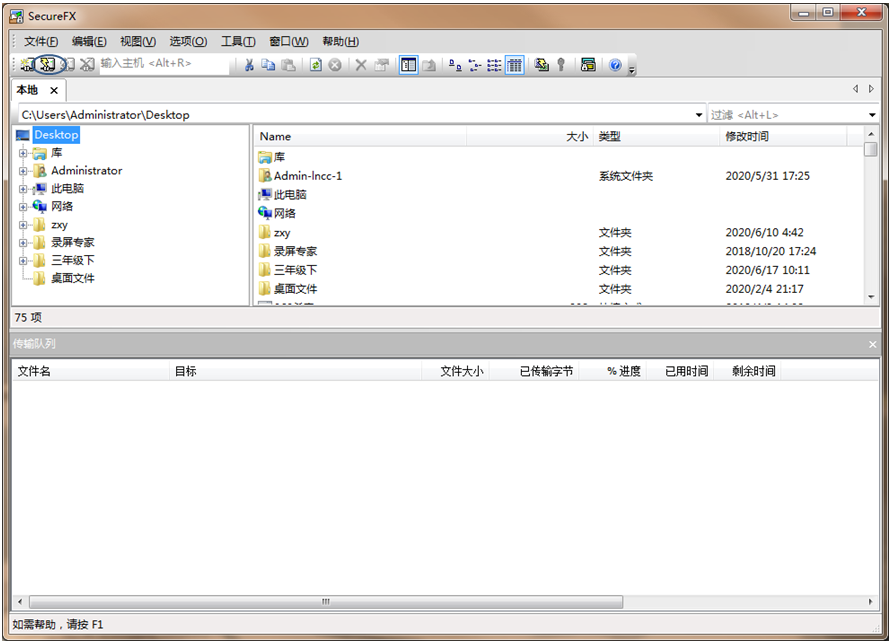 SecureFX
文件(F) 编辑(E) 视图(V) 选项(O) 工具(T) 窗口(W) 帮助(H)
输入主机 <Alt+R>
本地
C:\Users\Administrator\Desktop 过滤 <Alt+L>
Desktop
库
Administrator
此电脑
网络
zxy
录屏专家
三年级下
桌面文件
Name 大小 类型 修改时间
库
Admin-lncc-1 系统文件夹 2020/5/31 17:25
此电脑
网络
zxy 文件夹 2020/6/10 4:42
录屏专家 文件夹 2018/10/20 17:24
三年级下 文件夹 2020/6/17 10:11
桌面文件 文件夹 2020/2/4 21:17
75 项
传输队列
文件名 目标 文件大小 已传输字节 % 进度 已用时间 剩余时间
如需帮助，请按 F1